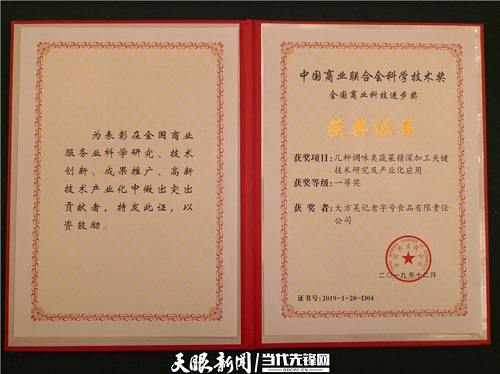 为表彰在全国商业
服务业科学研究、技术
创新、成果推广、高新
技术产业化中做出突出
贡献者，特发此证，以
资鼓励。
中国商业联合会科学技术奖
全国商业科技进步奖
获奖证书
获奖项目：几种调味类蔬菜精深加工关键
技术研究及产业化应用
获奖等级：一等奖
获奖者：大方吴记老字号食品有限责任
公司
二〇一九年十二月
证书号：2019-1-28-D04
天眼新闻/当代先锋网
DDCPC.CN